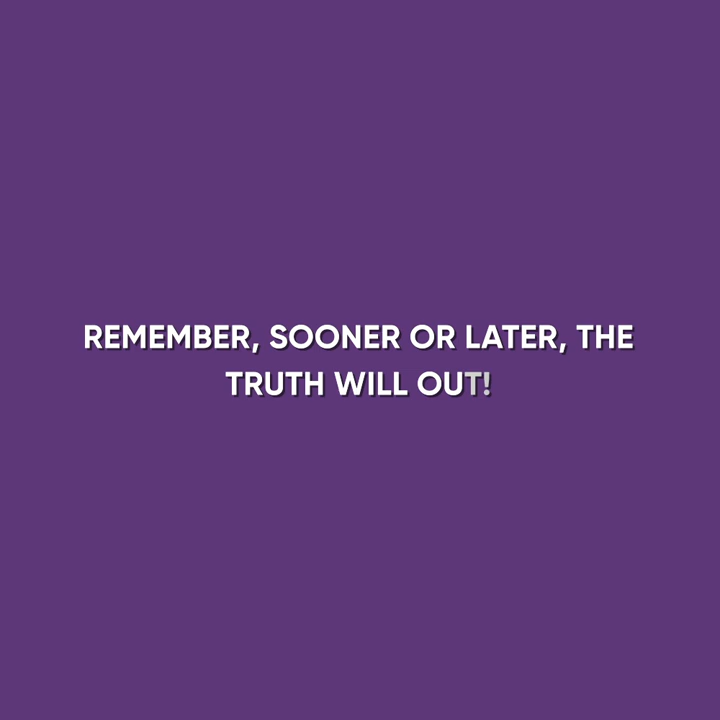 REMEMBER, SOONER OR LATER, THE
TRUTH WILL OUT!